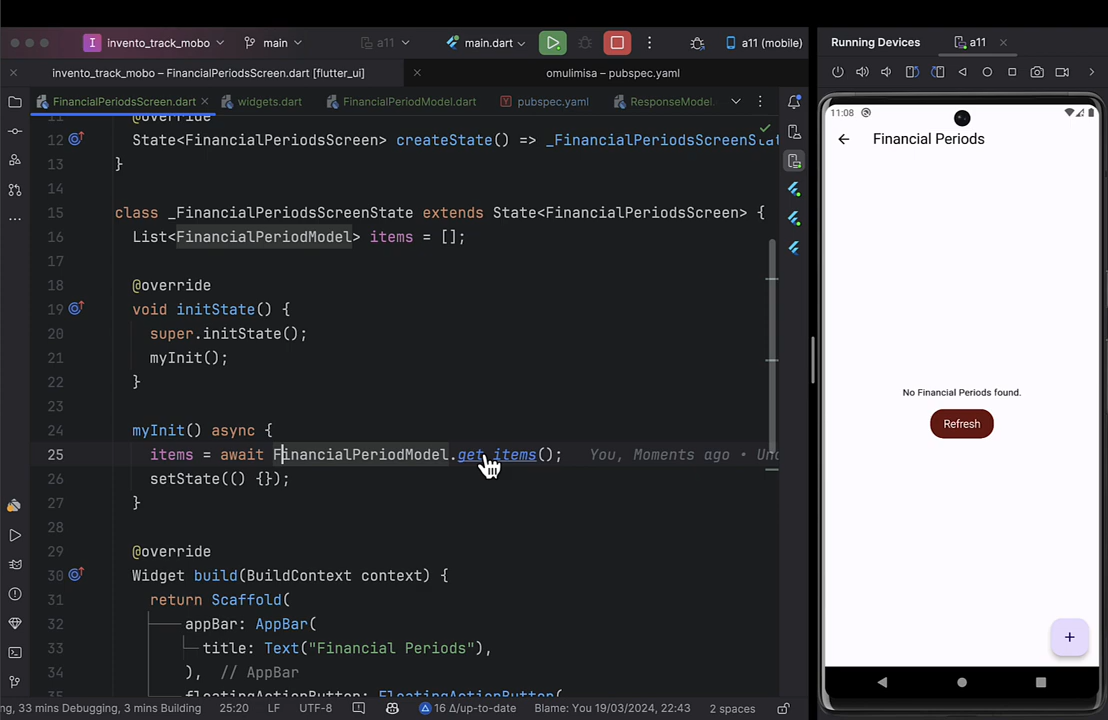 invento_track_mobo
main
a11
main.dart
a11 (mobile)
Running Devices
a11
invento_track_mobo – FinancialPeriodsScreen.dart [flutter_ui]
omulimisa – pubspec.yaml
FinancialPeriodsScreen.dart
widgets.dart
FinancialPeriodModel.dart
pubspec.yaml
ResponseModel.
11 @override
12 State<FinancialPeriodsScreen> createState() => _FinancialPeriodsScreenSta
13 }
14
15 class _FinancialPeriodsScreenState extends State<FinancialPeriodsScreen> {
16 List<FinancialPeriodModel> items = [];
17
18 @override
19 void initState() {
20 super.initState();
21 myInit();
22 }
23
24 myInit() async {
25 items = await FinancialPeriodModel.get_items(); You, Moments ago • Unc
26 setState(() {});
27 }
28
29 @override
30 Widget build(BuildContext context) {
31 return Scaffold(
32 appBar: AppBar(
33 title: Text("Financial Periods"),
34 ), // AppBar
35 floatingActionButton: FloatingActionButton(
ng, 33 mins Debugging, 3 mins Building
25:20
LF
UTF-8
16 Δ/up-to-date
Blame: You 19/03/2024, 22:43
2 spaces
11:08
Financial Periods
No Financial Periods found.
Refresh
+